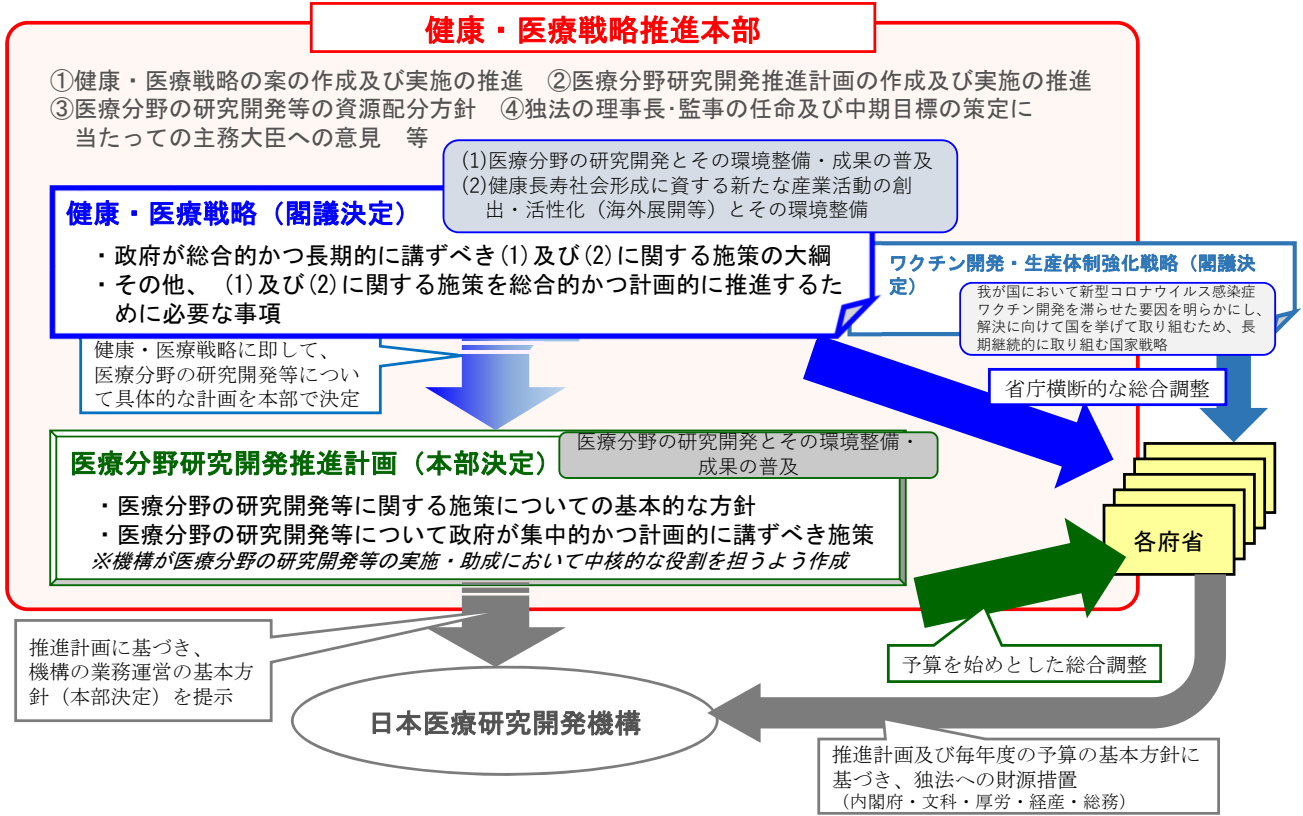 健康・医療戦略推進本部
①健康・医療戦略の案の作成及び実施の推進　②医療分野研究開発推進計画の作成及び実施の推進
③医療分野の研究開発等の資源配分方針　④独法の理事長･監事の任命及び中期目標の策定に
当たっての主務大臣への意見　等
(1)医療分野の研究開発とその環境整備・成果の普及
(2)健康長寿社会形成に資する新たな産業活動の創
出・活性化（海外展開等）とその環境整備
健康・医療戦略（閣議決定）
・政府が総合的かつ長期的に講ずべき(1)及び(2)に関する施策の大綱
・その他、 (1)及び(2)に関する施策を総合的かつ計画的に推進するた
めに必要な事項
ワクチン開発・生産体制強化戦略（閣議決
定）
我が国において新型コロナウイルス感染症
ワクチン開発を滞らせた要因を明らかにし、
解決に向けて国を挙げて取り組むため、長
期継続的に取り組む国家戦略
健康・医療戦略に即して、
医療分野の研究開発等につい
て具体的な計画を本部で決定
省庁横断的な総合調整
医療分野研究開発推進計画（本部決定）
医療分野の研究開発とその環境整備・
成果の普及
・医療分野の研究開発等に関する施策についての基本的な方針
・医療分野の研究開発等について政府が集中的かつ計画的に講ずべき施策
※機構が医療分野の研究開発等の実施・助成において中核的な役割を担うよう作成
各府省
推進計画に基づき、
機構の業務運営の基本方
針（本部決定）を提示
予算を始めとした総合調整
日本医療研究開発機構
推進計画及び毎年度の予算の基本方針に
基づき、独法への財源措置
（内閣府・文科・厚労・経産・総務）